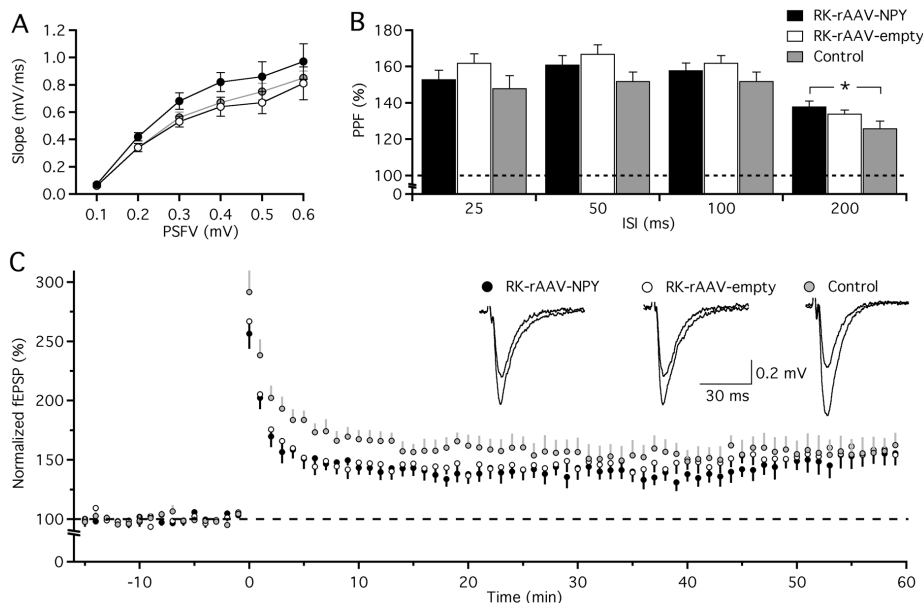 A
1.2
1.0
0.8
0.6
0.4
0.2
0.0
Slope (mV/ms)
0.1 0.2 0.3 0.4 0.5 0.6
PSFV (mV)
B
RK-rAAV-NPY
RK-rAAV-empty
Control
180
160
140
120
100
0
PPF (%)
*
25 50 100 200
ISI (ms)
C
300
250
200
150
100
0
Normalized fEPSP (%)
RK-rAAV-NPY RK-rAAV-empty Control
0.2 mV
30 ms
-10 0 10 20 30 40 50 60
Time (min)